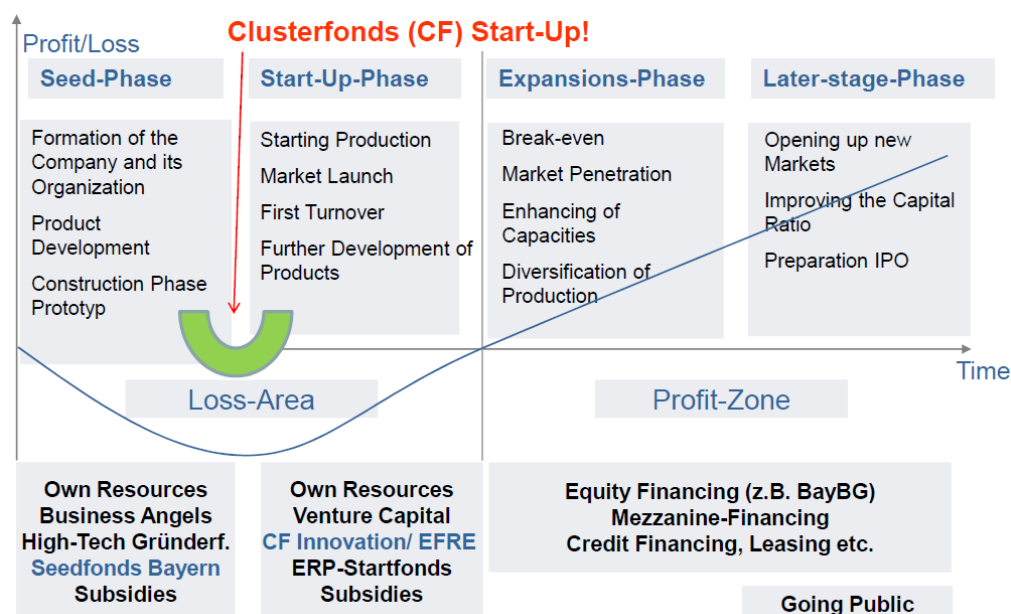 Clusterfonds (CF) Start-Up!
Profit/Loss
Seed-Phase
Start-Up-Phase
Expansions-Phase
Later-stage-Phase
Formation of the
Company and its
Organization
Product
Development
Construction Phase
Prototyp
Starting Production
Market Launch
First Turnover
Further Development of
Products
Break-even
Market Penetration
Enhancing of
Capacities
Diversification of
Production
Opening up new
Markets
Improving the Capital
Ratio
Preparation IPO
Time
Loss-Area
Profit-Zone
Own Resources
Business Angels
High-Tech Gründerf.
Seedfonds Bayern
Subsidies
Own Resources
Venture Capital
CF Innovation/ EFRE
ERP-Startfonds
Subsidies
Equity Financing (z.B. BayBG)
Mezzanine-Financing
Credit Financing, Leasing etc.
Going Public